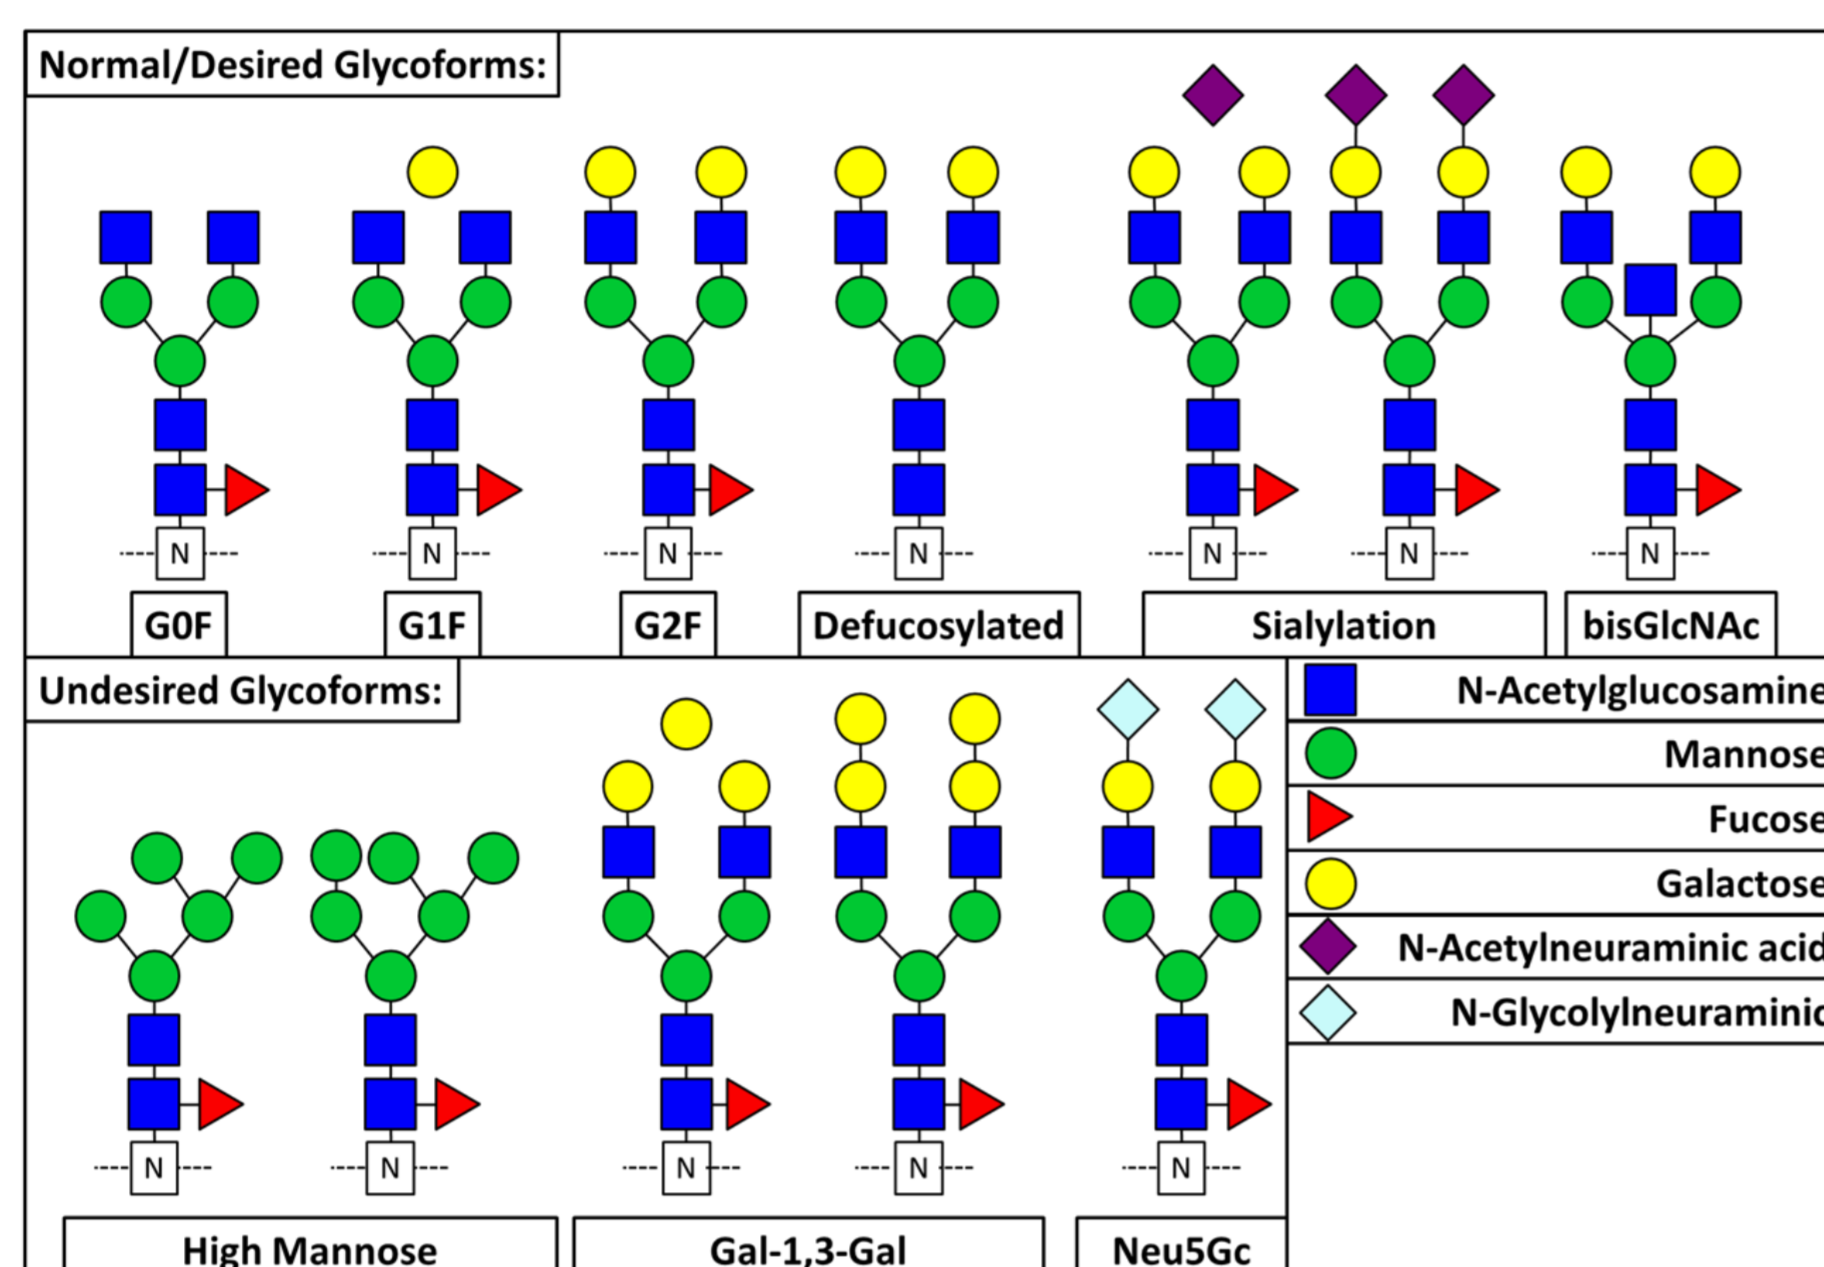 Normal/Desired Glycoforms:
N N N N N N N
G0F G1F G2F Defucosylated Sialylation bisGlcNAc
Undesired Glycoforms:
N-Acetylglucosamine
Mannose
Fucose
Galactose
N-Acetylneuraminic acid
N-Glycolylneuraminic
N N N N N
High Mannose Gal-1,3-Gal Neu5Gc